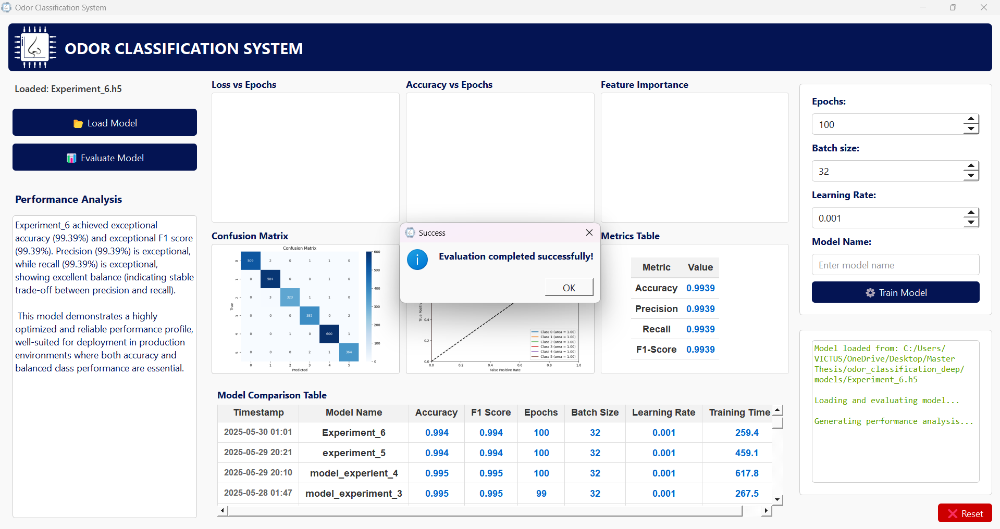 Odor Classification System
ODOR CLASSIFICATION SYSTEM
Loaded: Experiment_6.h5
Load Model
Evaluate Model
Performance Analysis
Experiment_6 achieved exceptional
accuracy (99.39%) and exceptional F1 score
(99.39%). Precision (99.39%) is exceptional,
while recall (99.39%) is exceptional,
showing excellent balance (indicating stable
trade-off between precision and recall).
This model demonstrates a highly
optimized and reliable performance profile,
well-suited for deployment in production
environments where both accuracy and
balanced class performance are essential.
Loss vs Epochs
Accuracy vs Epochs
Feature Importance
Confusion Matrix
Confusion Matrix
0 509 2 0 1 1 0
1 0 584 0 0 1 0
2 0 3 323 1 1 0
3 0 0 0 385 0 2
4 0 0 1 0 600 1
5 0 0 0 2 1 364
0 1 2 3 4 5
True
Predicted
600
500
400
300
200
100
0
Success
Evaluation completed successfully!
OK
True Positiv
0.4
0.2
0.0
0.0 0.2 0.4 0.6 0.8 1.0
False Positive Rate
Class 0 (area = 1.00)
Class 1 (area = 1.00)
Class 2 (area = 1.00)
Class 3 (area = 1.00)
Class 4 (area = 1.00)
Class 5 (area = 1.00)
Metrics Table
Metric Value
Accuracy 0.9939
Precision 0.9939
Recall 0.9939
F1-Score 0.9939
Model Comparison Table
Timestamp Model Name Accuracy F1 Score Epochs Batch Size Learning Rate Training Time
2025-05-30 01:01 Experiment_6 0.994 0.994 100 32 0.001 259.4
2025-05-29 20:21 experiment_5 0.994 0.994 100 32 0.001 459.1
2025-05-29 20:10 model_experient_4 0.995 0.995 100 32 0.001 617.8
2025-05-28 01:47 model_experiment_3 0.995 0.995 99 32 0.001 267.5
Epochs:
100
Batch size:
32
Learning Rate:
0.001
Model Name:
Enter model name
Train Model
Model loaded from: C:/Users/
VICTUS/OneDrive/Desktop/Master
Thesis/odor_classification_deep/
models/Experiment_6.h5
Loading and evaluating model...
Generating performance analysis...
Reset